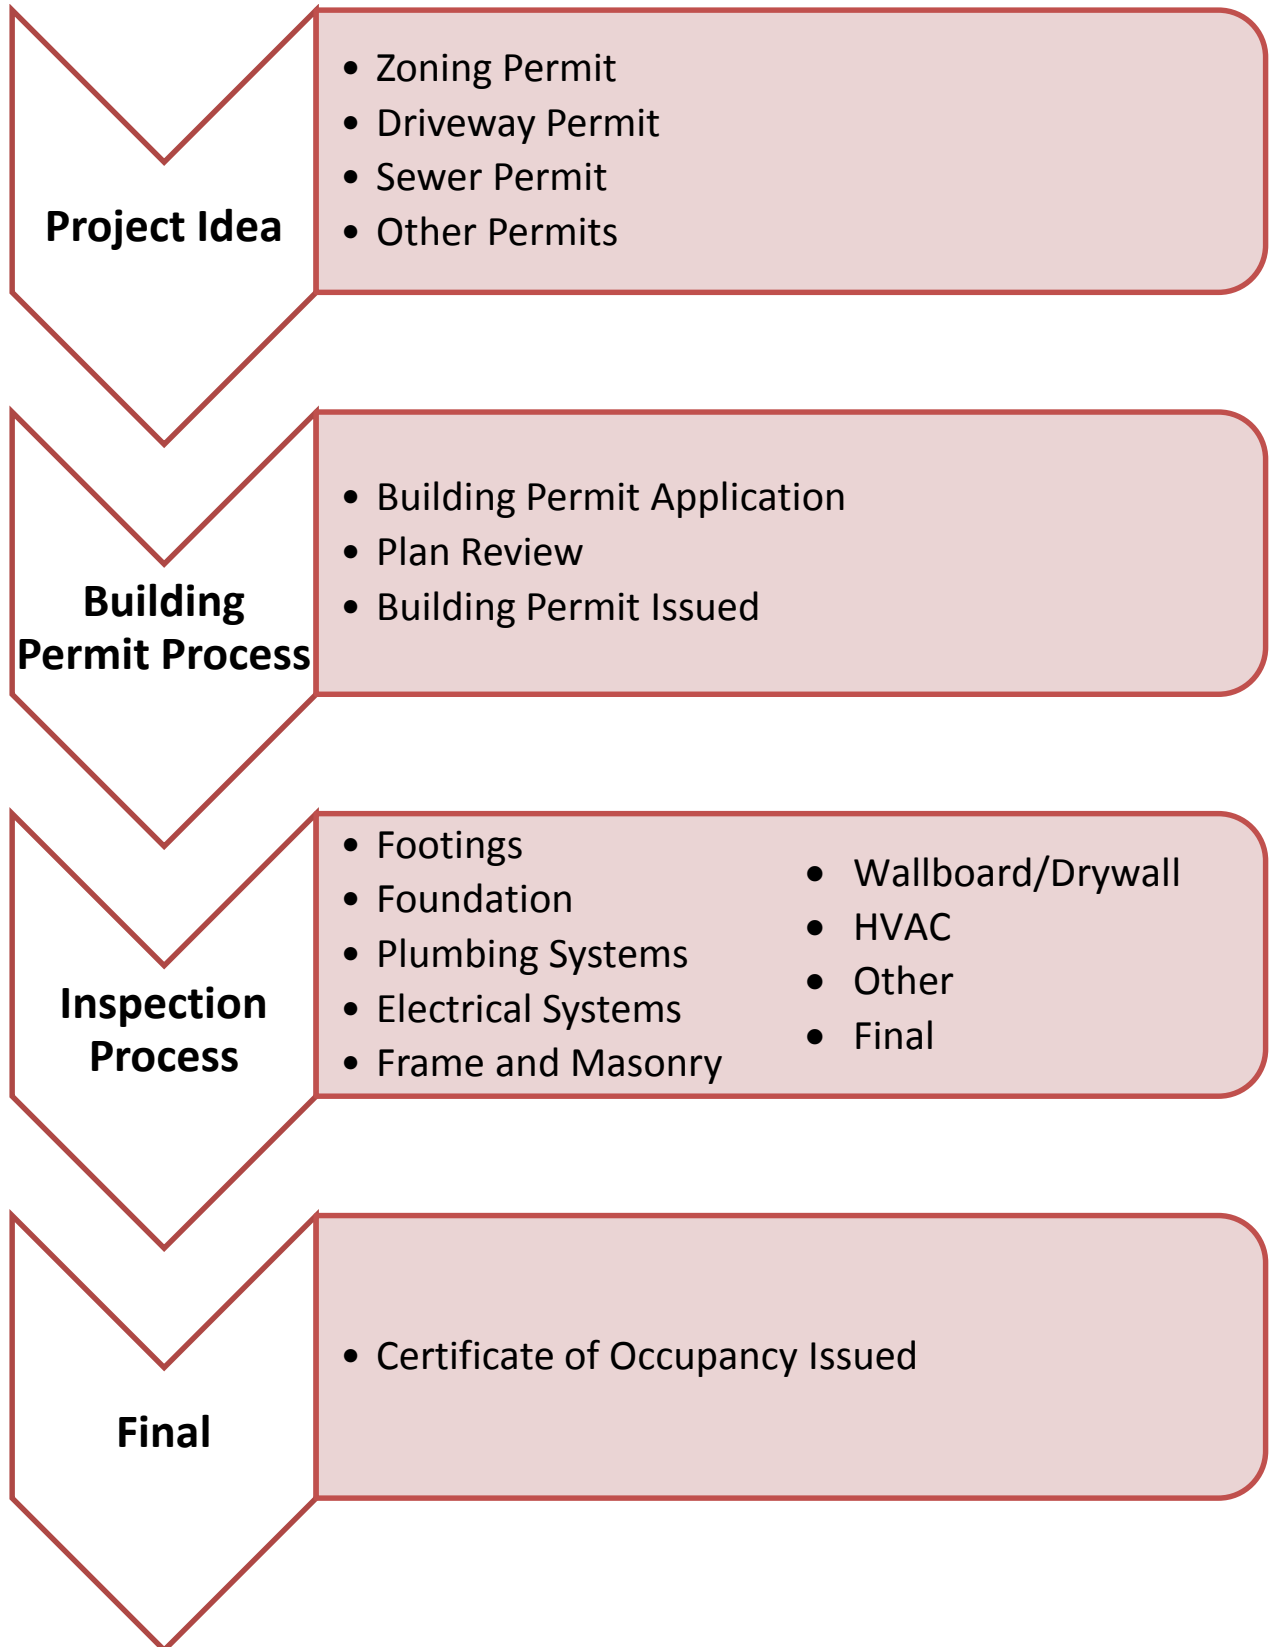 Project Idea
• Zoning Permit
• Driveway Permit
• Sewer Permit
• Other Permits
Building
Permit Process
• Building Permit Application
• Plan Review
• Building Permit Issued
Inspection
Process
• Footings
• Foundation
• Plumbing Systems
• Electrical Systems
• Frame and Masonry
• Wallboard/Drywall
• HVAC
• Other
• Final
Final
• Certificate of Occupancy Issued